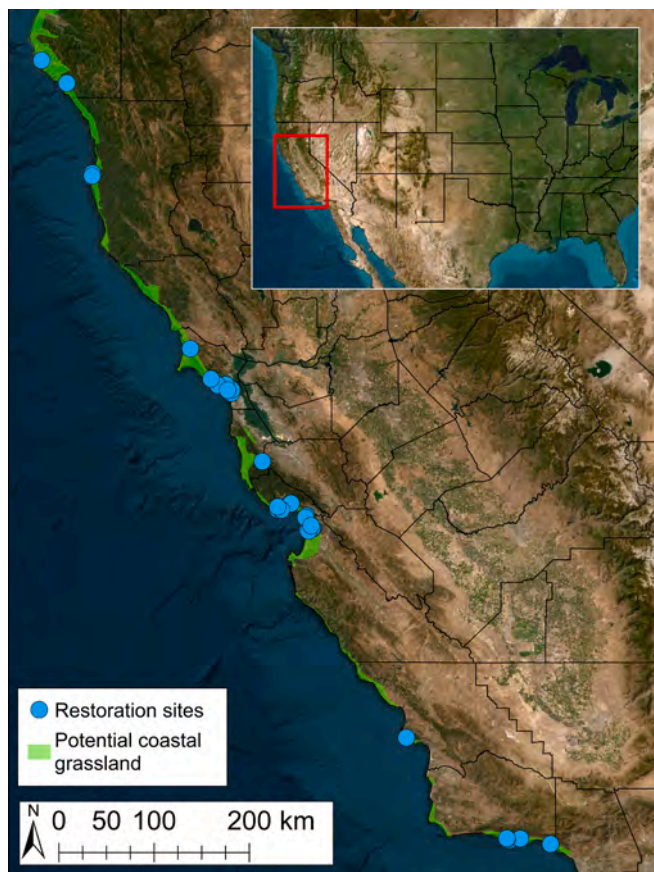 Restoration sites
Potential coastal
grassland
N
0 50 100 200 km